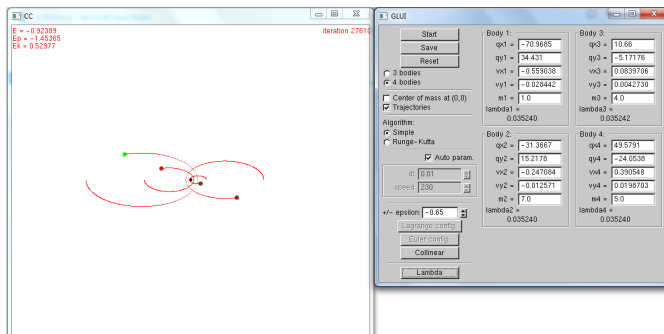 CC
E = -0.92389
Ep = -1.45365
Ek = 0.52977
iteration 27610
GLUI
Start
Save
Reset
3 bodies
4 bodies
Center of mass at (0,0)
Trajectories
Algorithm:
Simple
Runge-Kutta
Auto param.
dt: 0.01
speed: 230
+/- epsilon: -0.65
Lagrange config.
Euler config.
Collinear
Lambda
Body 1:
qx1 = -70.9685
qy1 = 34.431
vx1 = -0.559038
vy1 = -0.028442
m1 = 1.0
lambda1 =
0.035240
Body 2:
qx2 = -31.3667
qy2 = 15.2178
vx2 = -0.247084
vy2 = -0.012571
m2 = 7.0
lambda2 =
0.035240
Body 3:
qx3 = 10.66
qy3 = -5.17176
vx3 = 0.0839706
vy3 = 0.0042730
m3 = 4.0
lambda3 =
0.035242
Body 4:
qx4 = 49.5791
qy4 = -24.0538
vx4 = 0.390548
vy4 = 0.0198703
m4 = 5.0
lambda4 =
0.035240